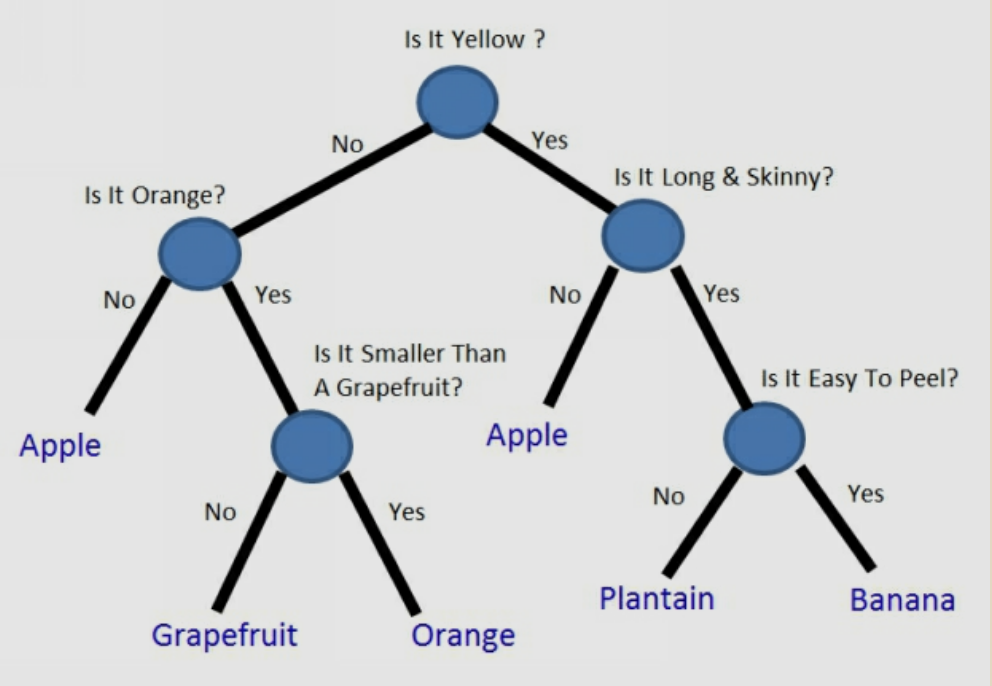 Is It Yellow ?
No
Yes
Is It Orange?
Is It Long & Skinny?
No
Yes
No
Yes
Is It Smaller Than
A Grapefruit?
Is It Easy To Peel?
Apple
Apple
No
Yes
No
Yes
Grapefruit
Orange
Plantain
Banana